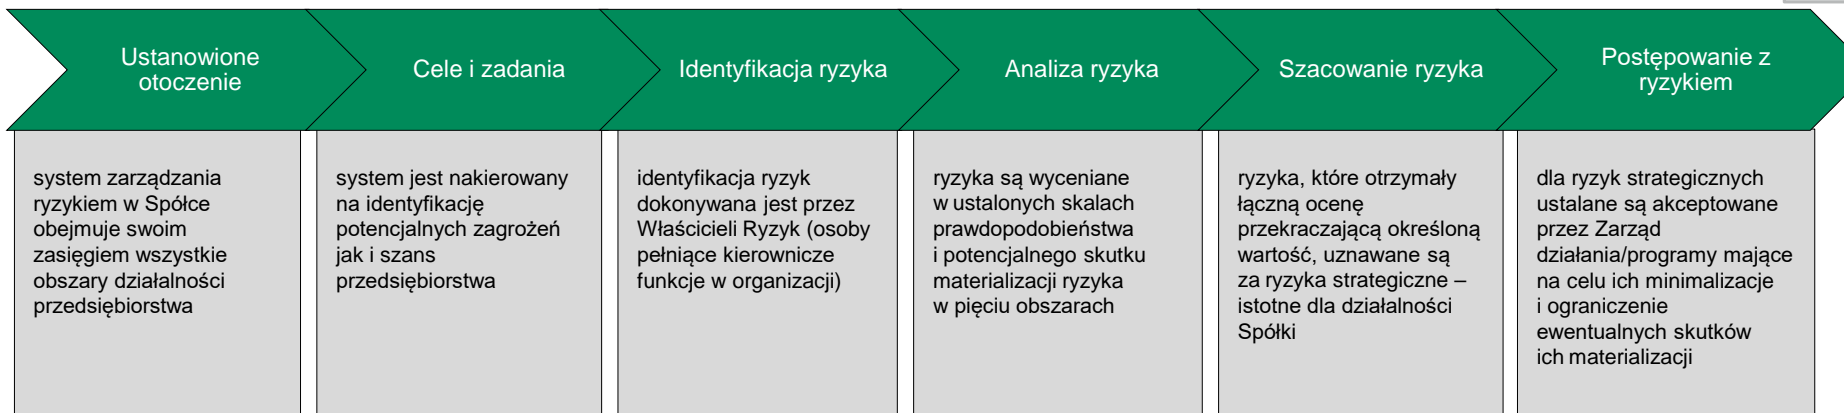 Ustanowione
otoczenie
Cele i zadania
Identyfikacja ryzyka
Analiza ryzyka
Szacowanie ryzyka
Postępowanie z
ryzykiem
system zarządzania
ryzykiem w Spółce
obejmuje swoim
zasięgiem wszystkie
obszary działalności
przedsiębiorstwa
system jest nakierowany
na identyfikację
potencjalnych zagrożeń
jak i szans
przedsiębiorstwa
identyfikacja ryzyk
dokonywana jest przez
Właścicieli Ryzyk (osoby
pełniące kierownicze
funkcje w organizacji)
ryzyka są wyceniane
w ustalonych skalach
prawdopodobieństwa
i potencjalnego skutku
materializacji ryzyka
w pięciu obszarach
ryzyka, które otrzymały
łączną ocenę
przekraczającą określoną
wartość, uznawane są
za ryzyka strategiczne –
istotne dla działalności
Spółki
dla ryzyk strategicznych
ustalane są akceptowane
przez Zarząd
działania/programy mające
na celu ich minimalizacje
i ograniczenie
ewentualnych skutków
ich materializacji